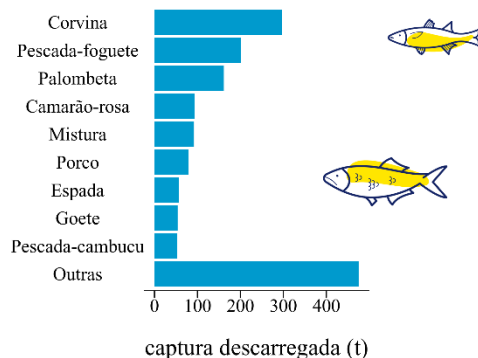 Corvina
Pescada-foguete
Palombeta
Camarão-rosa
Mistura
Porco
Espada
Goete
Pescada-cambucu
Outras
0 100 200 300 400
captura descarregada (t)